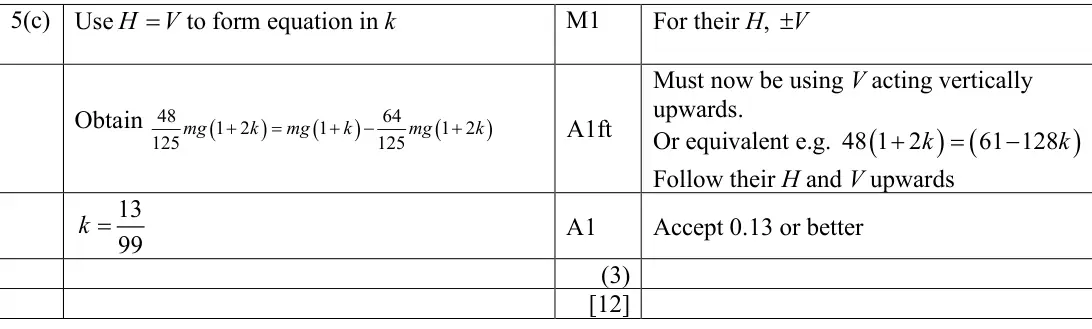 5(c) Use H = V to form equation in k M1 For their H, ±V
Must now be using V acting vertically
upwards.
Obtain 48/125 mg(1+2k) = mg(1+k) − 64/125 mg(1+2k) A1ft
Or equivalent e.g. 48(1+2k) = (61−128k)
Follow their H and V upwards
k = 13/99 A1 Accept 0.13 or better
(3)
[12]